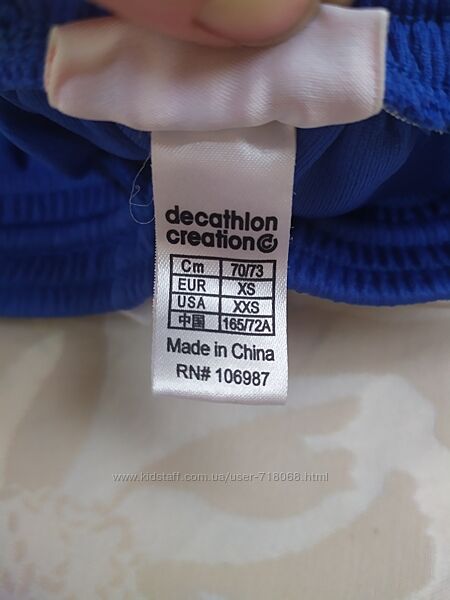 decathlon
creation
Cm 70/73
EUR XS
USA XXS
中国 165/72A
Made in China
RN# 106987
www.kidstaff.com.ua/user-718068.html